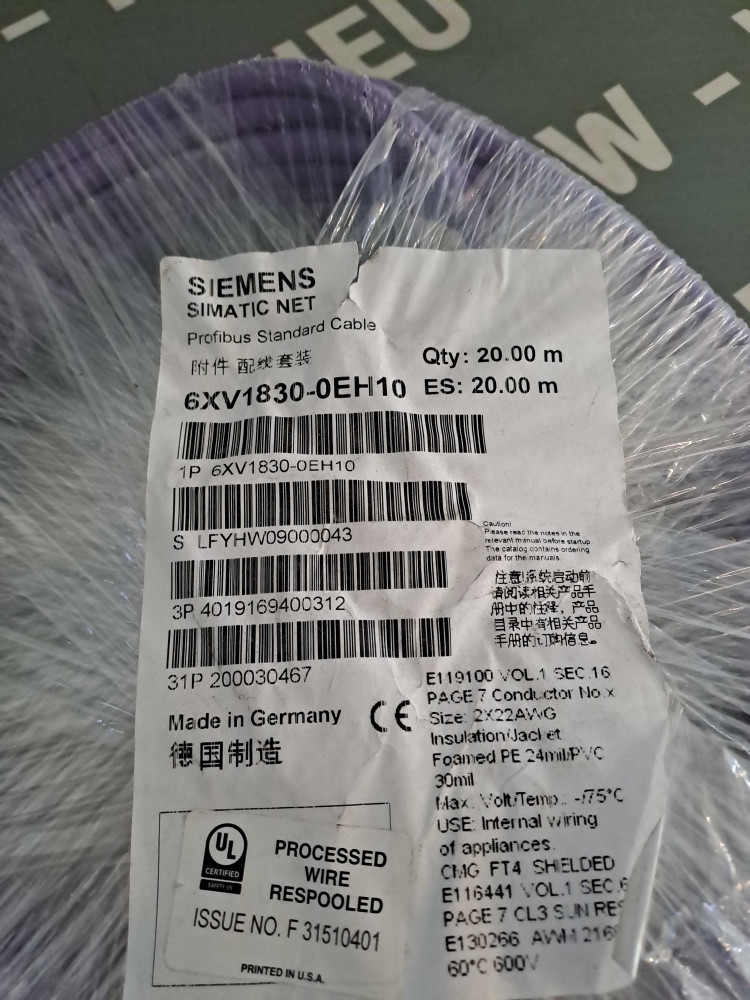 NEU
W -
SIEMENS
SIMATIC NET
Profibus Standard Cable
附件 配线套装
Qty: 20.00 m
6XV1830-0EH10
ES: 20.00 m
1P 6XV1830-0EH10
S LFYHW09000043
3P 4019169400312
31P 200030467
Made in Germany
CE
德国制造
Caution!
Please read the notes in the
relevant manual before startup.
The catalog contains ordering
data for the manuals.
注意!系统启动前
请阅读相关产品手
册中的注释，产品
目录中有相关产品
手册的订购信息。
E119100 VOL.1 SEC.16
PAGE 7 Conductor No.x
Size: 2X22AWG
Insulation/Jacket:
Foamed PE 24mil/PVC
30mil
Max. Volt/Temp.: -/75°C
USE: Internal wiring
of appliances.
CMG FT4 SHIELDED
E116441 VOL.1 SEC.6
PAGE 7 CL3 SUN RES
E130266 AWM
60°C 600V
UL
CERTIFIED
SAFETY US
PROCESSED
WIRE
RESPOOLED
ISSUE NO. F 31510401
PRINTED IN U.S.A.